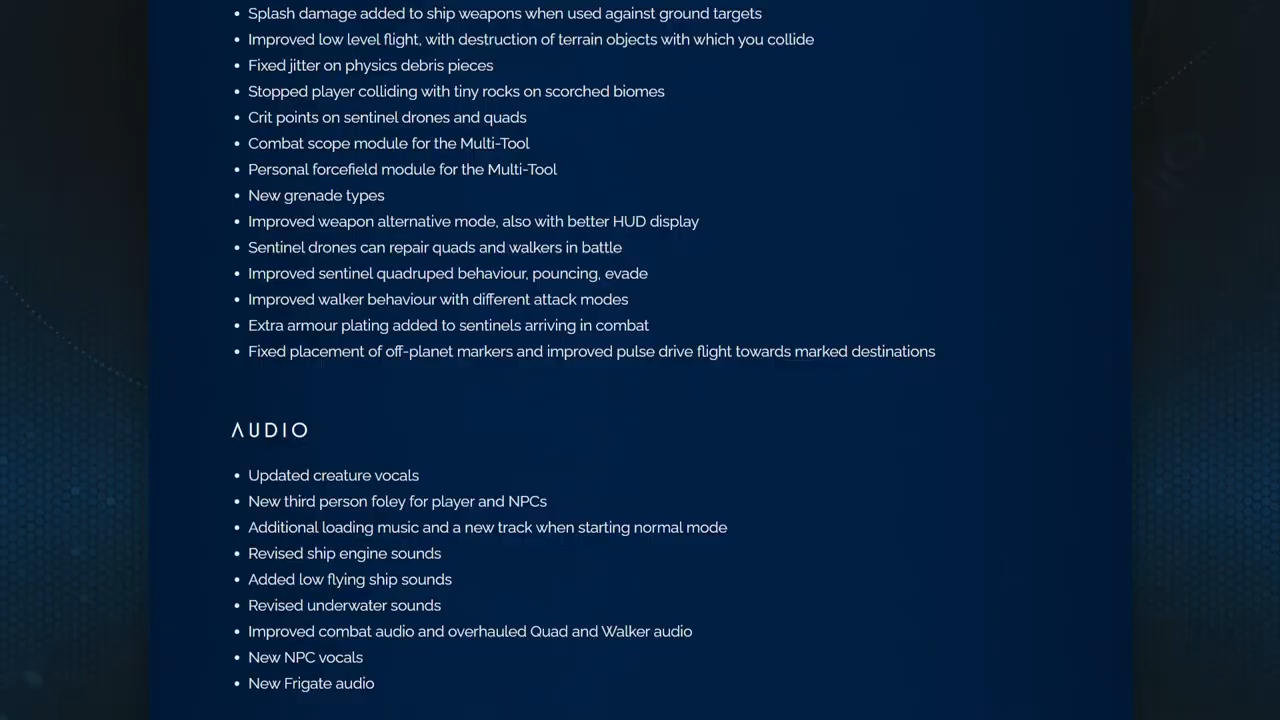 • Splash damage added to ship weapons when used against ground targets
• Improved low level flight, with destruction of terrain objects with which you collide
• Fixed jitter on physics debris pieces
• Stopped player colliding with tiny rocks on scorched biomes
• Crit points on sentinel drones and quads
• Combat scope module for the Multi-Tool
• Personal forcefield module for the Multi-Tool
• New grenade types
• Improved weapon alternative mode, also with better HUD display
• Sentinel drones can repair quads and walkers in battle
• Improved sentinel quadruped behaviour, pouncing, evade
• Improved walker behaviour with different attack modes
• Extra armour plating added to sentinels arriving in combat
• Fixed placement of off-planet markers and improved pulse drive flight towards marked destinations
AUDIO
• Updated creature vocals
• New third person foley for player and NPCs
• Additional loading music and a new track when starting normal mode
• Revised ship engine sounds
• Added low flying ship sounds
• Revised underwater sounds
• Improved combat audio and overhauled Quad and Walker audio
• New NPC vocals
• New Frigate audio